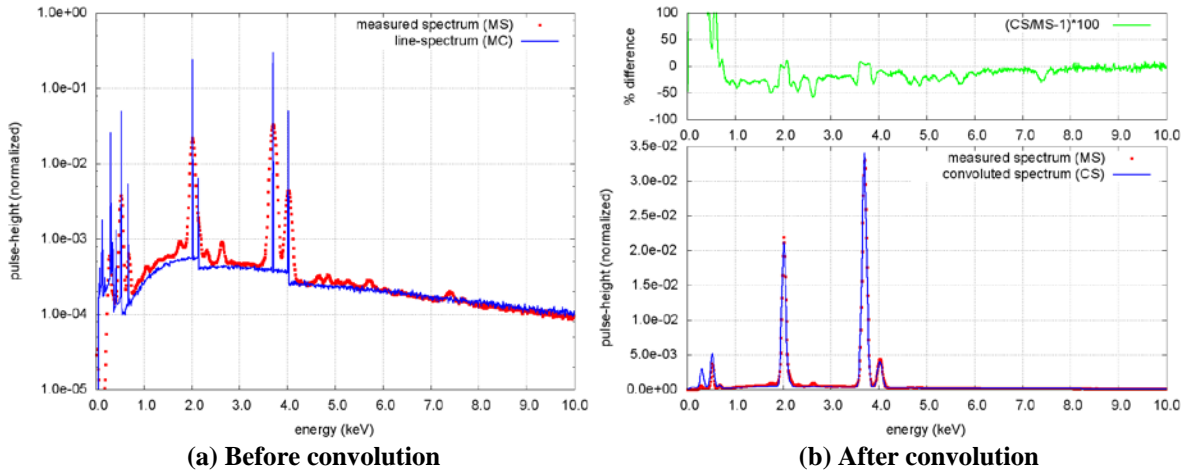 1.0e+00
1.0e-01
1.0e-02
1.0e-03
1.0e-04
1.0e-05
pulse-height (normalized)
measured spectrum (MS)
line-spectrum (MC)
0.0 1.0 2.0 3.0 4.0 5.0 6.0 7.0 8.0 9.0 10.0
energy (keV)
(a) Before convolution
100
50
0
-50
-100
% difference
(CS/MS-1)*100
0.0 1.0 2.0 3.0 4.0 5.0 6.0 7.0 8.0 9.0 10.0
3.5e-02
3.0e-02
2.5e-02
2.0e-02
1.5e-02
1.0e-02
5.0e-03
0.0e+00
pulse-height (normalized)
measured spectrum (MS)
convoluted spectrum (CS)
0.0 1.0 2.0 3.0 4.0 5.0 6.0 7.0 8.0 9.0 10.0
energy (keV)
(b) After convolution